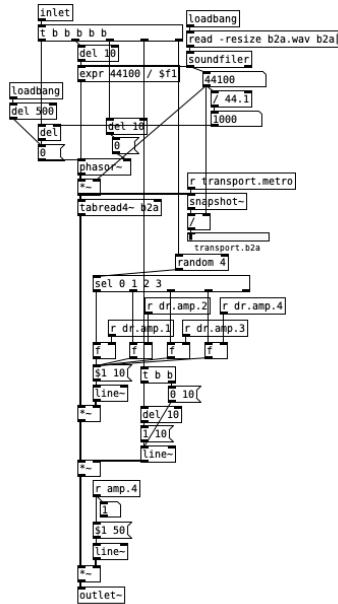 inlet
loadbang
t b b b b b
read -resize b2a.wav b2a
del 10
soundfiler
expr 44100 / $f1
44100
loadbang
/ 44.1
del 500
1000
del
del 10
0
0
phasor~
*~
r transport.metro
tabread4~ b2a
snapshot~
/
transport.b2a
random 4
sel 0 1 2 3
r dr.amp.2
r dr.amp.4
r dr.amp.1
r dr.amp.3
f
f
f
f
$1 10
t b b
line~
0 10
*~
del 10
1 10
line~
*~
r amp.4
1
$1 50
line~
*~
outlet~